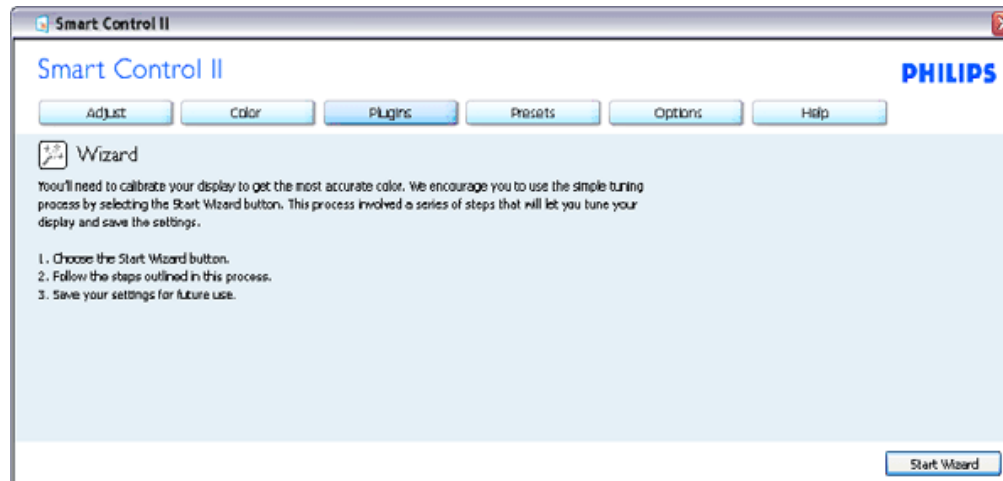 Smart Control II
Smart Control II
PHILIPS
Adjust Color Plugins Presets Options Help
Wizard
Yoou'll need to calibrate your display to get the most accurate color. We encourage you to use the simple tuning
process by selecting the Start Wizard button. This process involved a series of steps that will let you tune your
display and save the settings.
1. Choose the Start Wizard button.
2. Follow the steps outlined in this process.
3. Save your settings for future use.
Start Wizard